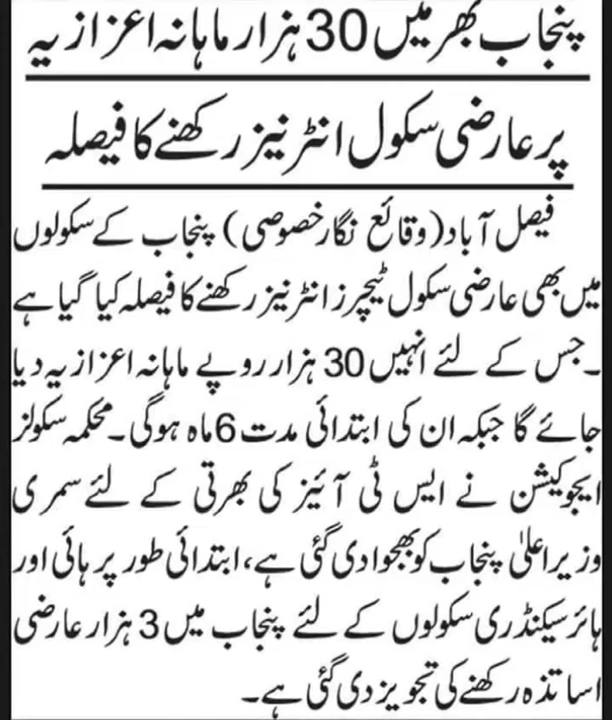 پنجاب بھر میں 30 ہزار ماہانہ اعزازیہ
پر عارضی سکول انٹرنیز رکھنے کا فیصلہ
فیصل آباد (وقائع نگار خصوصی) پنجاب کے سکولوں
میں بھی عارضی سکول ٹیچرز انٹرنیز رکھنے کا فیصلہ کیا گیا ہے
۔ جس کے لئے انہیں 30 ہزار روپے ماہانہ اعزازیہ دیا
جائے گا جبکہ ان کی ابتدائی مدت 6 ماہ ہوگی۔ محکمہ سکولز
ایجوکیشن نے ایس ٹی آئیز کی بھرتی کے لئے سمری
وزیر اعلیٰ پنجاب کو بھجوا دی گئی ہے، ابتدائی طور پر ہائی اور
ہائر سیکنڈری سکولوں کے لئے پنجاب میں 3 ہزار عارضی
اساتذہ رکھنے کی تجویز دی گئی ہے۔